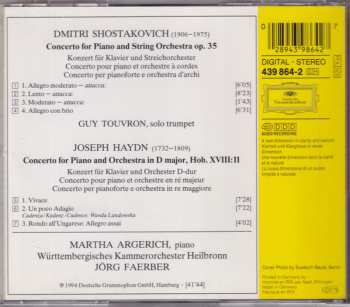 DMITRI SHOSTAKOVICH (1906–1975)
Concerto for Piano and String Orchestra op. 35
Konzert für Klavier und Streichorchester
Concerto pour piano et orchestre à cordes
Concerto per pianoforte e orchestra d'archi
1. Allegro moderato – attacca: [6'05]
2. Lento – attacca: [8'23]
3. Moderato – attacca: [1'43]
4. Allegro con brio [6'31]
GUY TOUVRON, solo trumpet
JOSEPH HAYDN (1732–1809)
Concerto for Piano and Orchestra in D major, Hob. XVIII:11
Konzert für Klavier und Orchester D-dur
Concerto pour piano et orchestre en ré majeur
Concerto per pianoforte e orchestra in re maggiore
1. Vivace [7'28]
2. Un poco Adagio [7'22]
Cadenza/Kadenz/Cadence: Wanda Landowska
3. Rondo all'Ungarese: Allegro assai [4'02]
MARTHA ARGERICH, piano
Württembergisches Kammerorchester Heilbronn
JÖRG FAERBER
℗ 1994 Deutsche Grammophon GmbH, Hamburg · [41'44]
0 28943 98642 7
DIGITAL · STEREO
439 864-2